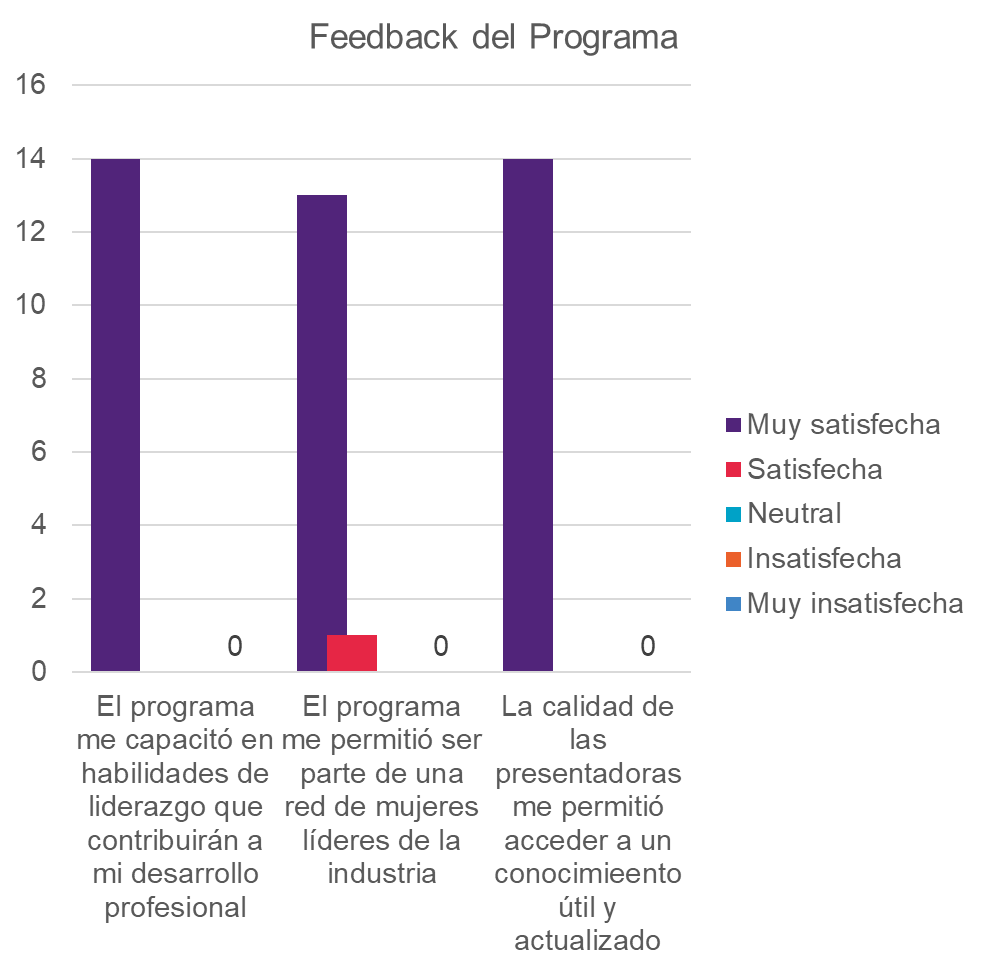 Feedback del Programa
16
14
12
10
8
6
4
2
0
0
0
0
El programa
me capacitó en
habilidades de
liderazgo que
contribuirán a
mi desarrollo
profesional
El programa
me permitió ser
parte de una
red de mujeres
líderes de la
industria
La calidad de
las
presentadoras
me permitió
acceder a un
conocimieento
útil y
actualizado
Muy satisfecha
Satisfecha
Neutral
Insatisfecha
Muy insatisfecha